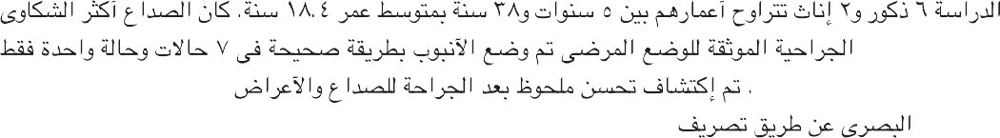 الدراسة ٦ ذكور و٢ إناث تتراوح أعمارهم بين ٥ سنوات و٣٨ سنة بمتوسط عمر ١٨.٤ سنة. كان الصداع أكثر الشكاوى
الجراحية الموثقة للوضع المرضى تم وضع الآنبوب بطريقة صحيحة فى ٧ حالات وحالة واحدة فقط
. تم إكتشاف تحسن ملحوظ بعد الجراحة للصداع والآعراض
البصرى عن طريق تصريف